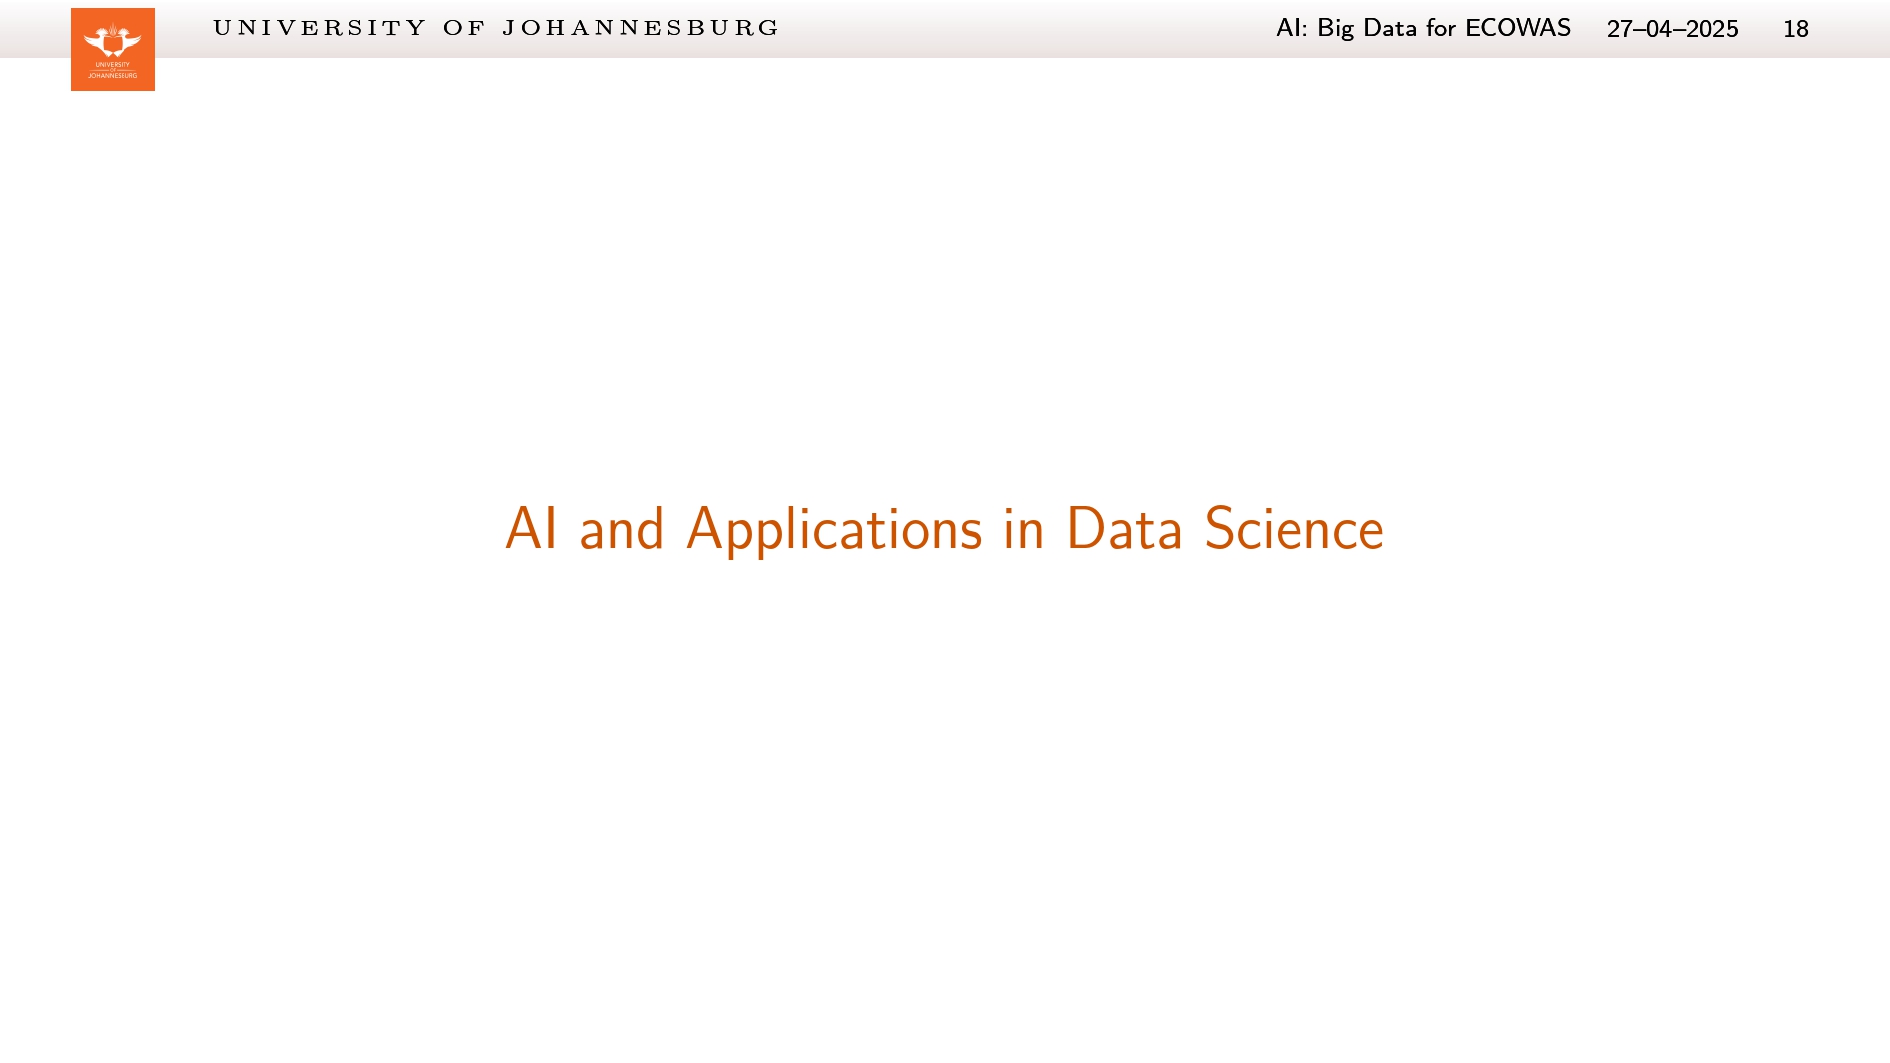 UNIVERSITY OF JOHANNESBURG
AI: Big Data for ECOWAS 27–04–2025 18
UNIVERSITY
OF
JOHANNESBURG
AI and Applications in Data Science